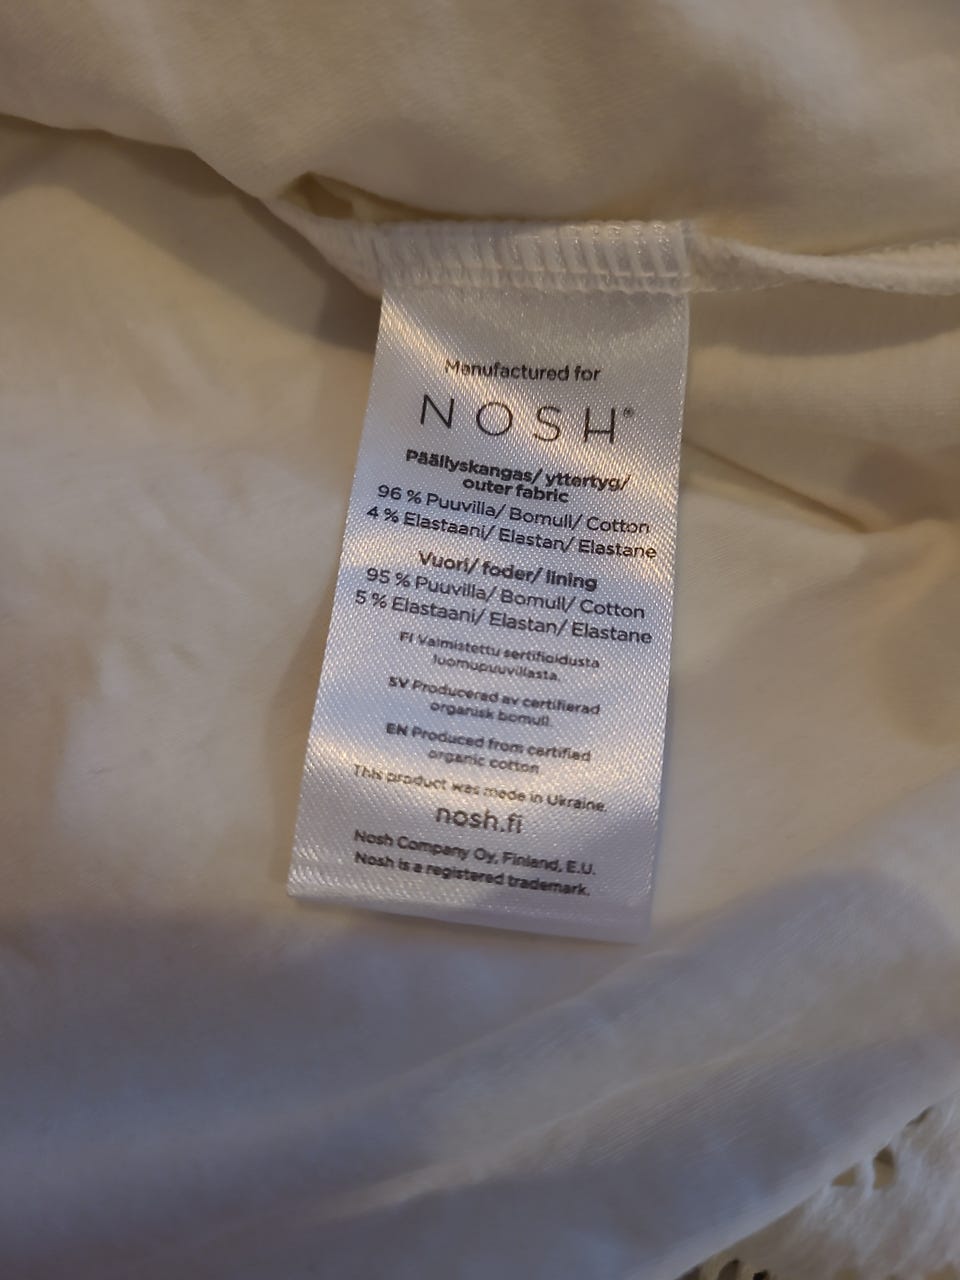 Manufactured for
NOSH®
Päällyskangas/ yttertyg/
outer fabric
96 % Puuvilla/ Bomull/ Cotton
4 % Elastaani/ Elastan/ Elastane
Vuori/ foder/ lining
95 % Puuvilla/ Bomull/ Cotton
5 % Elastaani/ Elastan/ Elastane
FI Valmistettu sertifioidusta
luomupuuvillasta.
SV Producerad av certifierad
organisk bomull.
EN Produced from certified
organic cotton
This product was made in Ukraine.
nosh.fi
Nosh Company Oy, Finland, E.U.
Nosh is a registered trademark.